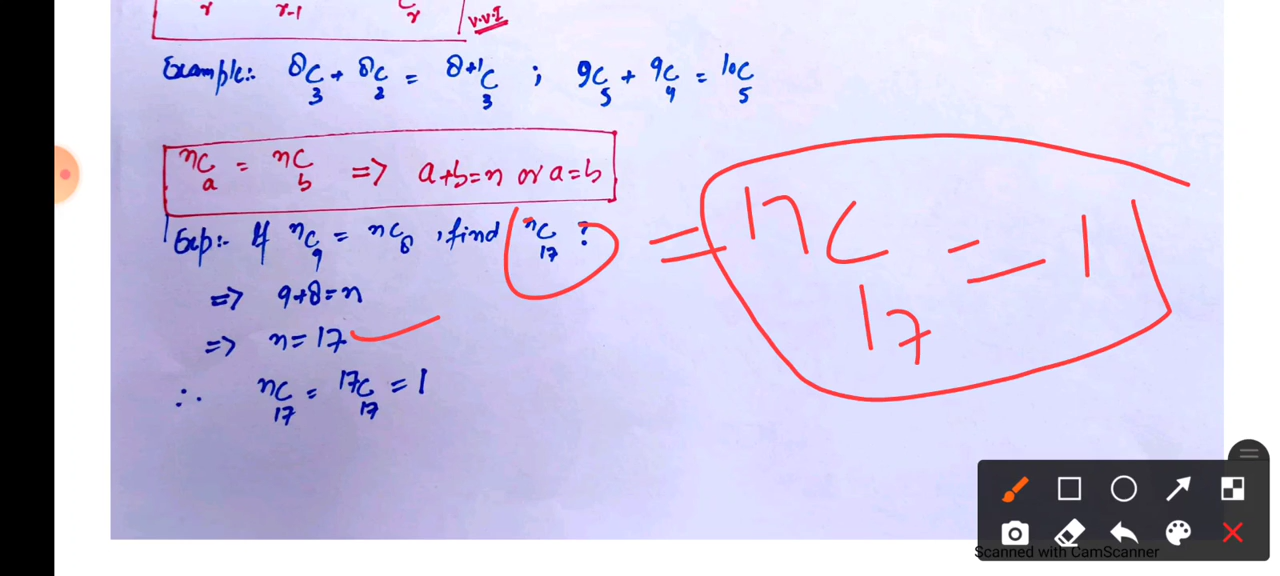 r r-1 r v.v.I
Example:- 8C3 + 8C2 = 8+1C3 ; 9C5 + 9C4 = 10C5
nCa = nCb => a+b=n or a=b
Exp:- If nC9 = nC8 , find nC17 ? = 17C17 = 1
=> 9+8=n
=> n=17
∴ nC17 = 17C17 = 1
Scanned with CamScanner